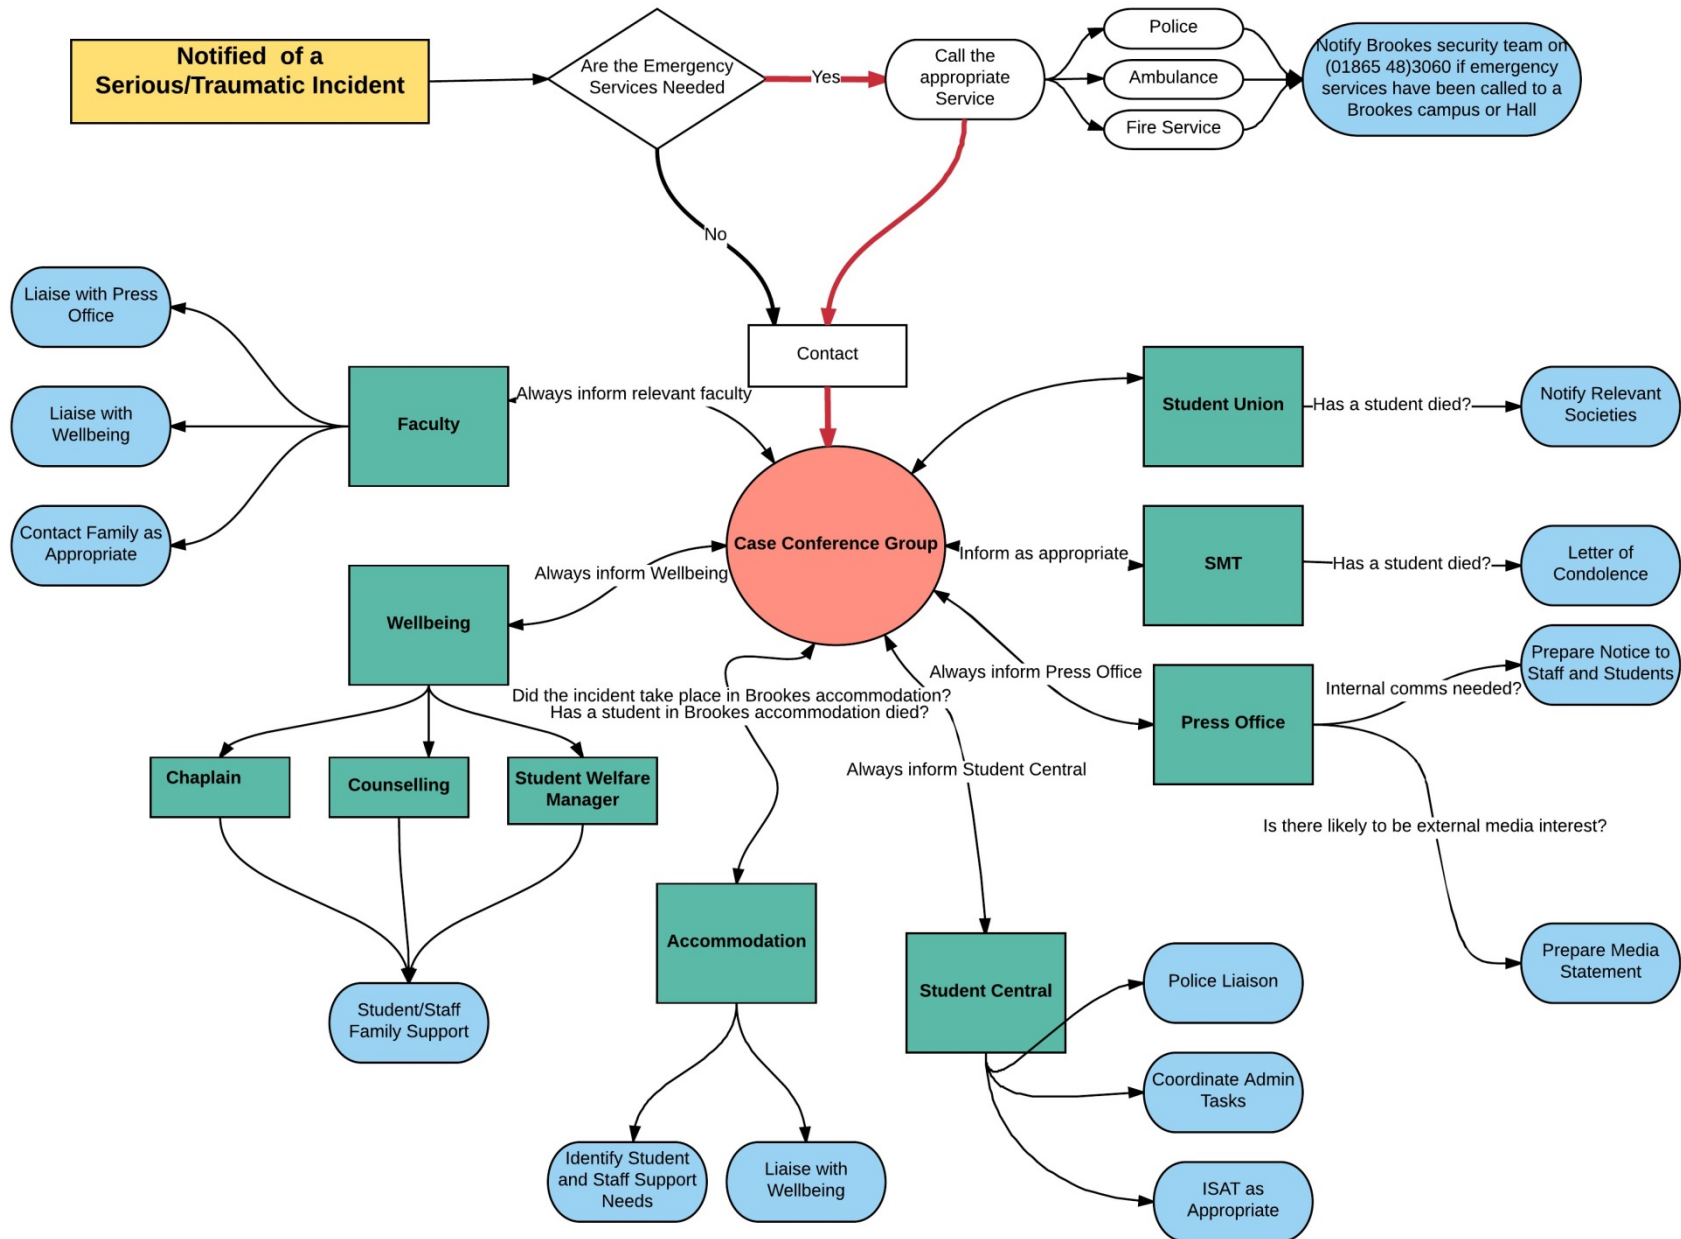 Notified of a
Serious/Traumatic Incident
Are the Emergency
Services Needed
Yes
Call the
appropriate
Service
Police
Ambulance
Fire Service
Notify Brookes security team on
(01865 48)3060 if emergency
services have been called to a
Brookes campus or Hall
No
Contact
Liaise with Press
Office
Liaise with
Wellbeing
Contact Family as
Appropriate
Faculty
Always inform relevant faculty
Student Union
Has a student died?
Notify Relevant
Societies
Case Conference Group
Inform as appropriate
SMT
Has a student died?
Letter of
Condolence
Always inform Wellbeing
Wellbeing
Always inform Press Office
Press Office
Internal comms needed?
Prepare Notice to
Staff and Students
Is there likely to be external media interest?
Prepare Media
Statement
Did the incident take place in Brookes accommodation?
Has a student in Brookes accommodation died?
Chaplain
Counselling
Student Welfare
Manager
Student/Staff
Family Support
Always inform Student Central
Accommodation
Identify Student
and Staff Support
Needs
Liaise with
Wellbeing
Student Central
Police Liaison
Coordinate Admin
Tasks
ISAT as
Appropriate